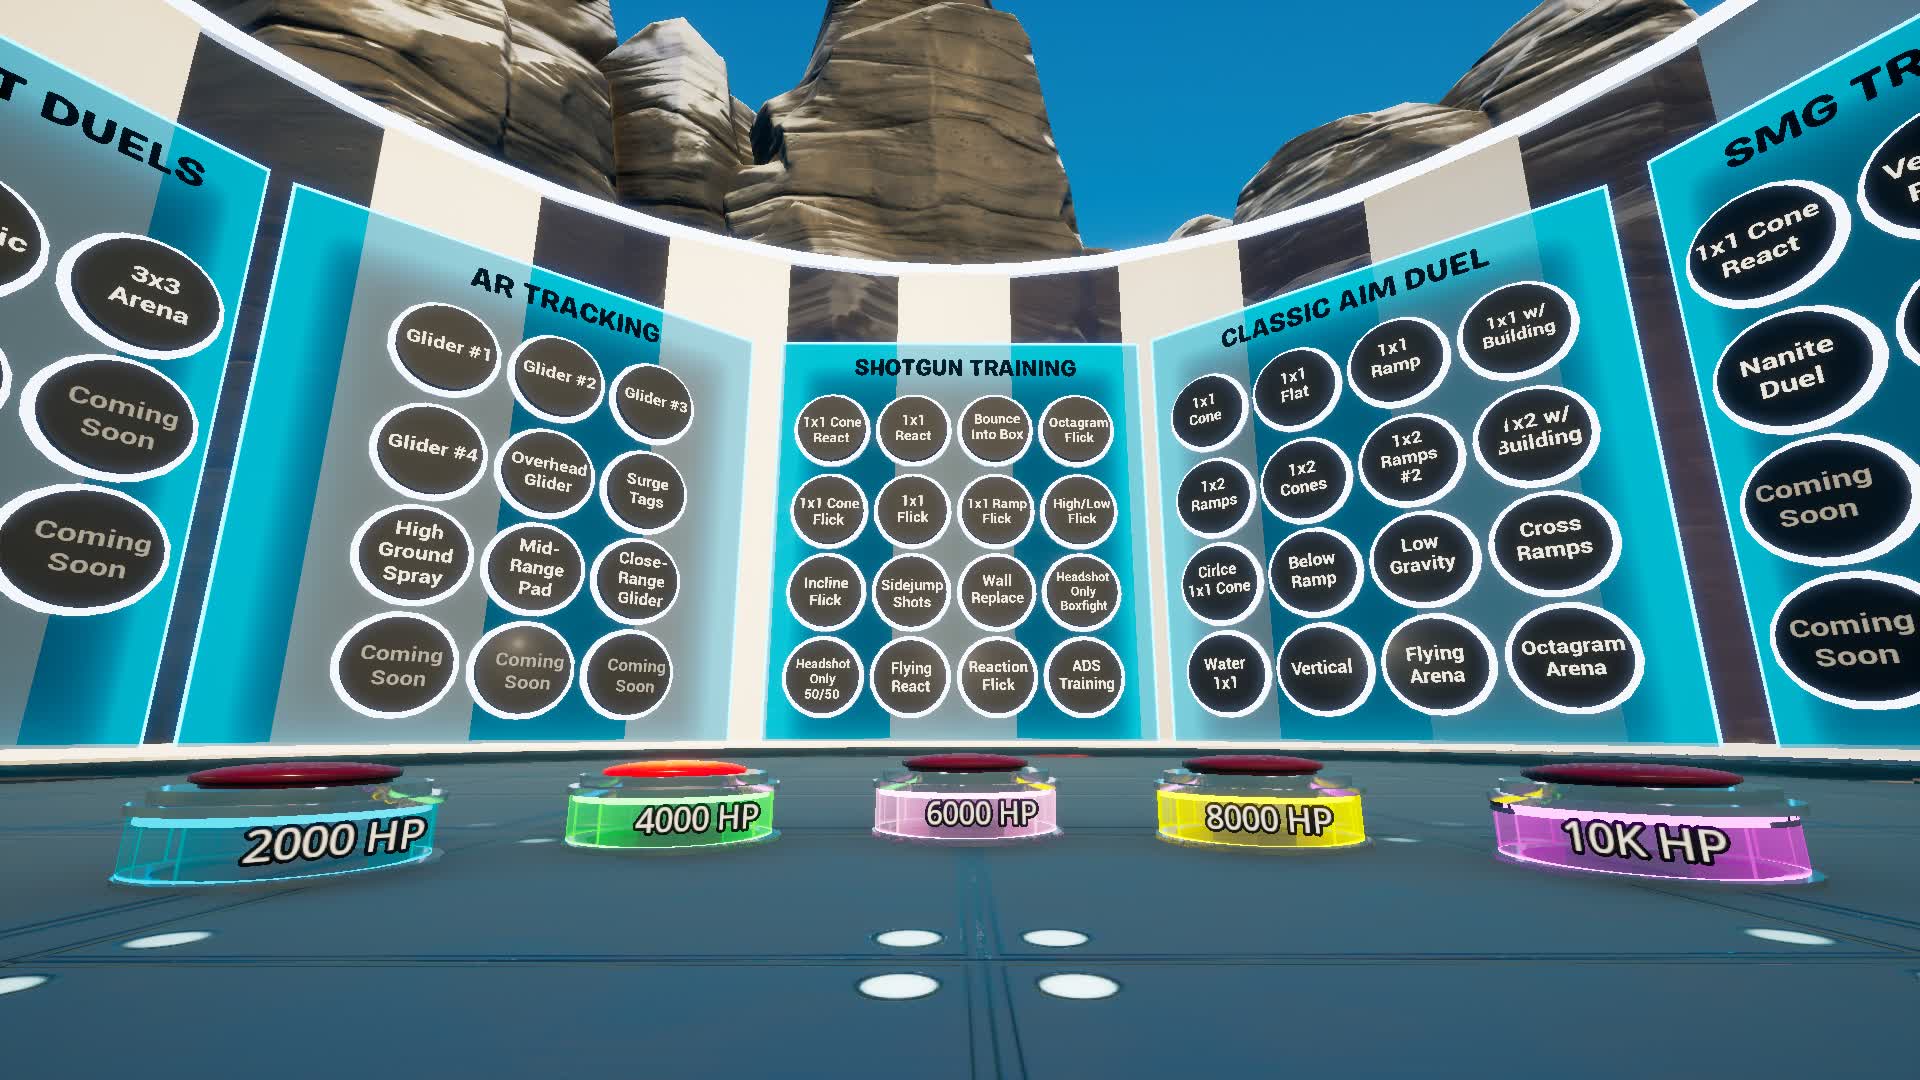 T DUELS
ic
3x3
Arena
Coming
Soon
Coming
Soon
AR TRACKING
Glider #1
Glider #2
Glider #3
Glider #4
Overhead
Glider
Surge
Tags
High
Ground
Spray
Mid-
Range
Pad
Close-
Range
Glider
Coming
Soon
Coming
Soon
Coming
Soon
SHOTGUN TRAINING
1x1 Cone
React
1x1
React
Bounce
Into Box
Octagram
Flick
1x1 Cone
Flick
1x1
Flick
1x1 Ramp
Flick
High/Low
Flick
Incline
Flick
Sidejump
Shots
Wall
Replace
Headshot
Only
Boxfight
Headshot
Only
50/50
Flying
React
Reaction
Flick
ADS
Training
CLASSIC AIM DUEL
1x1
Cone
1x1
Flat
1x1
Ramp
1x1 w/
Building
1x2
Ramps
1x2
Cones
1x2
Ramps
#2
1x2 w/
Building
Cirlce
1x1 Cone
Below
Ramp
Low
Gravity
Cross
Ramps
Water
1x1
Vertical
Flying
Arena
Octagram
Arena
SMG TR
1x1 Cone
React
Ve
Nanite
Duel
Coming
Soon
Coming
Soon
2000 HP
4000 HP
6000 HP
8000 HP
10K HP